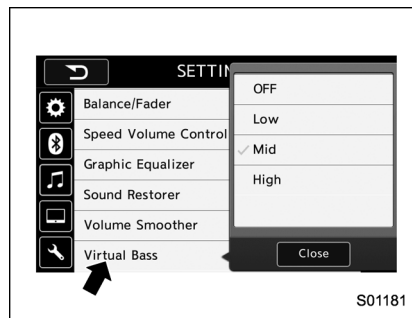 SETTIN
Balance/Fader
Speed Volume Control
Graphic Equalizer
Sound Restorer
Volume Smoother
Virtual Bass
OFF
Low
Mid
High
Close
S01181